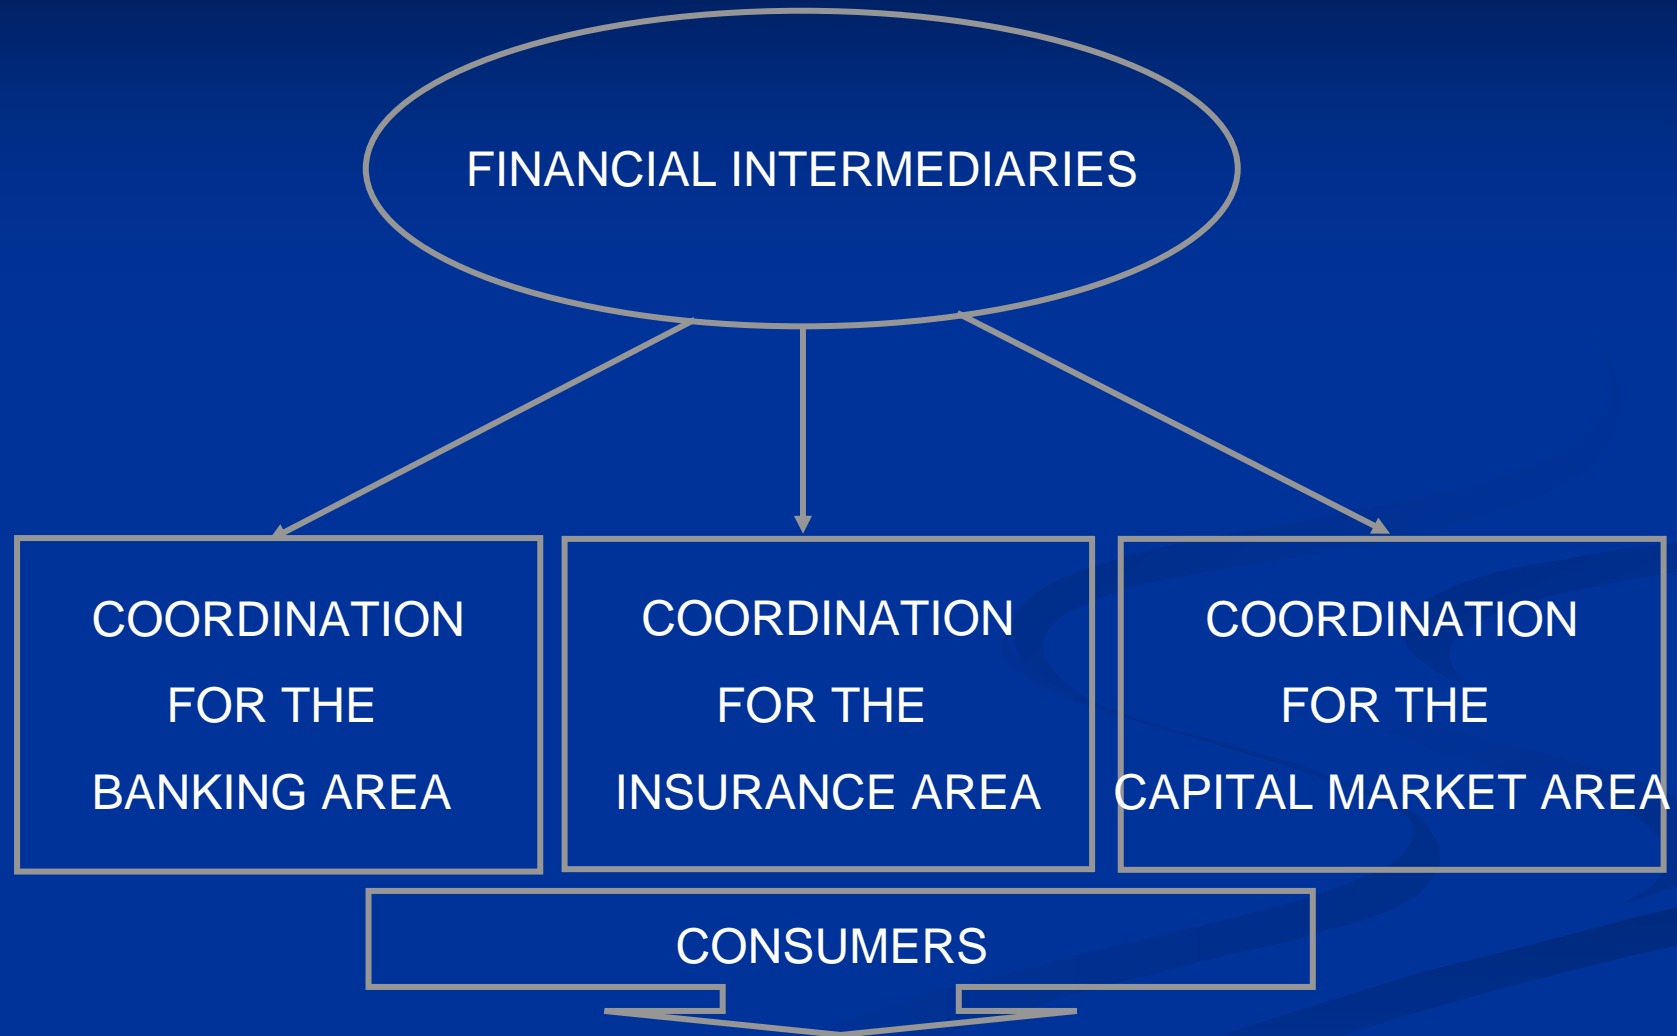 FINANCIAL INTERMEDIARIES
COORDINATION
FOR THE
BANKING AREA
COORDINATION
FOR THE
INSURANCE AREA
COORDINATION
FOR THE
CAPITAL MARKET AREA
CONSUMERS